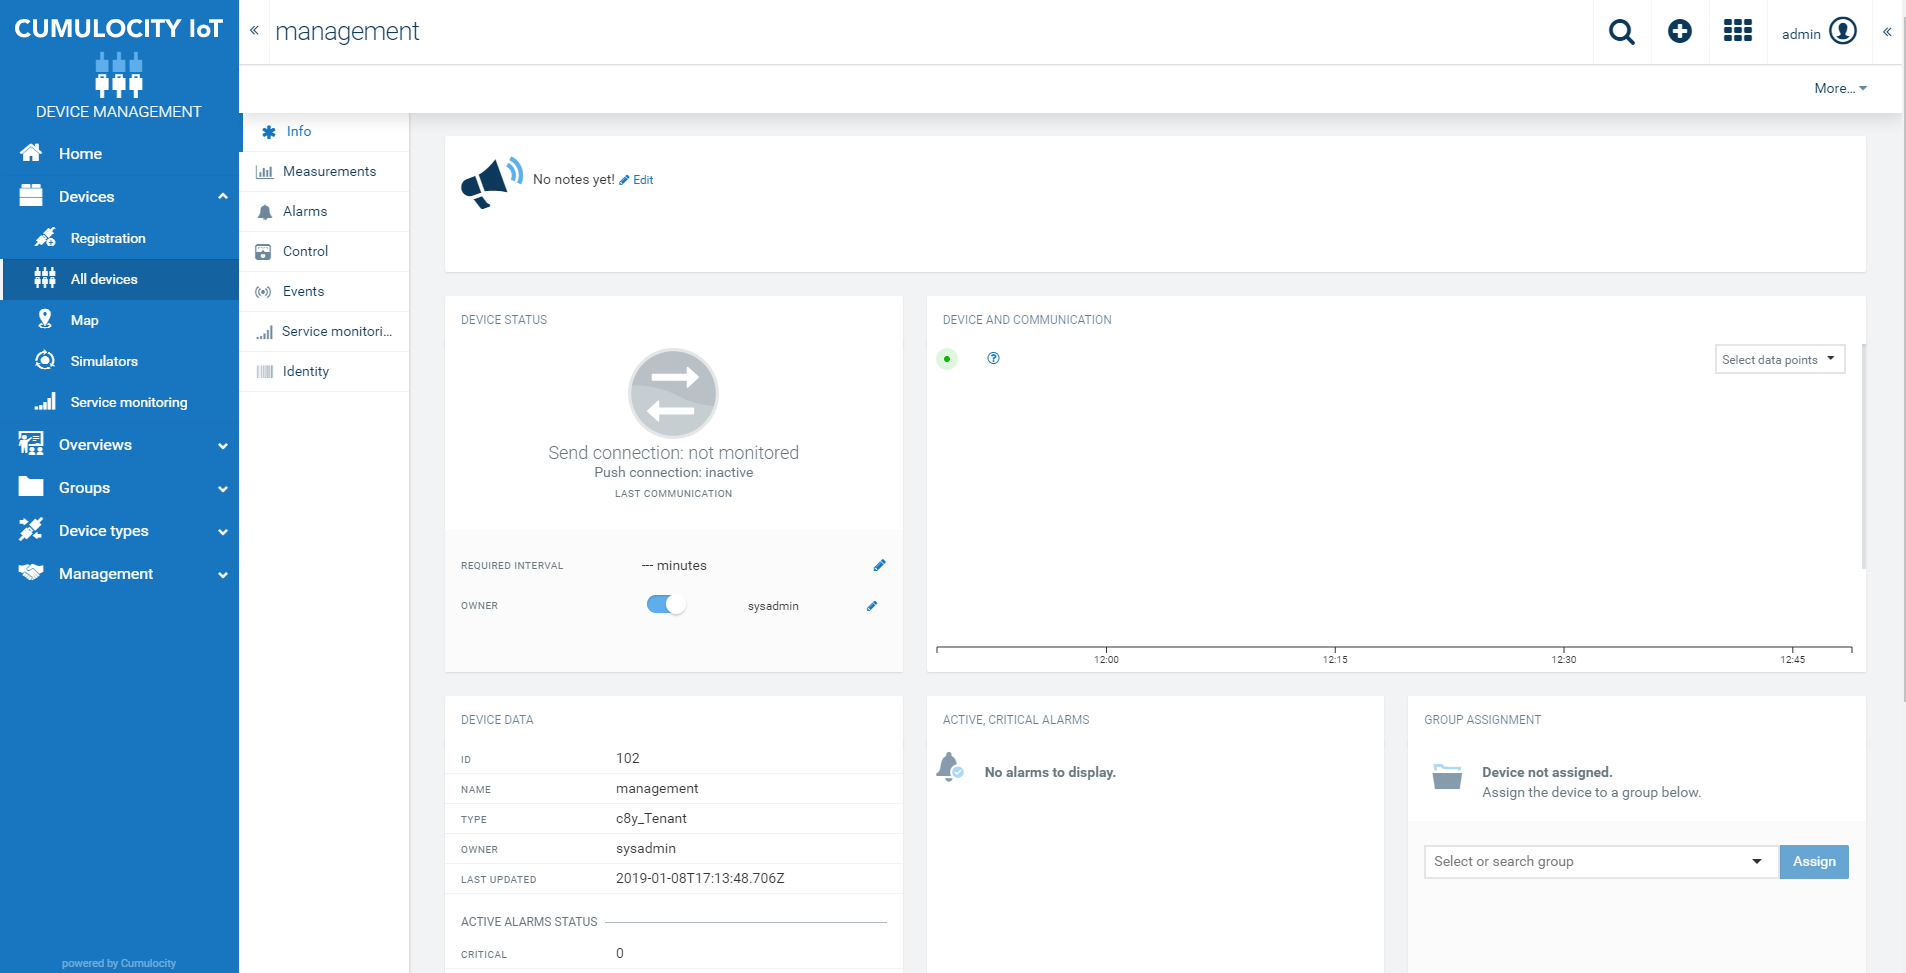 CUMULOCITY IoT
DEVICE MANAGEMENT
Home
Devices
Registration
All devices
Map
Simulators
Service monitoring
Overviews
Groups
Device types
Management
powered by Cumulocity
management
admin
More...
Info
Measurements
Alarms
Control
Events
Service monitori...
Identity
No notes yet! Edit
DEVICE STATUS
Send connection: not monitored
Push connection: inactive
LAST COMMUNICATION
REQUIRED INTERVAL --- minutes
OWNER sysadmin
DEVICE AND COMMUNICATION
Select data points
12:00 12:15 12:30 12:45
DEVICE DATA
ID 102
NAME management
TYPE c8y_Tenant
OWNER sysadmin
LAST UPDATED 2019-01-08T17:13:48.706Z
ACTIVE ALARMS STATUS
CRITICAL 0
ACTIVE, CRITICAL ALARMS
No alarms to display.
GROUP ASSIGNMENT
Device not assigned.
Assign the device to a group below.
Select or search group Assign